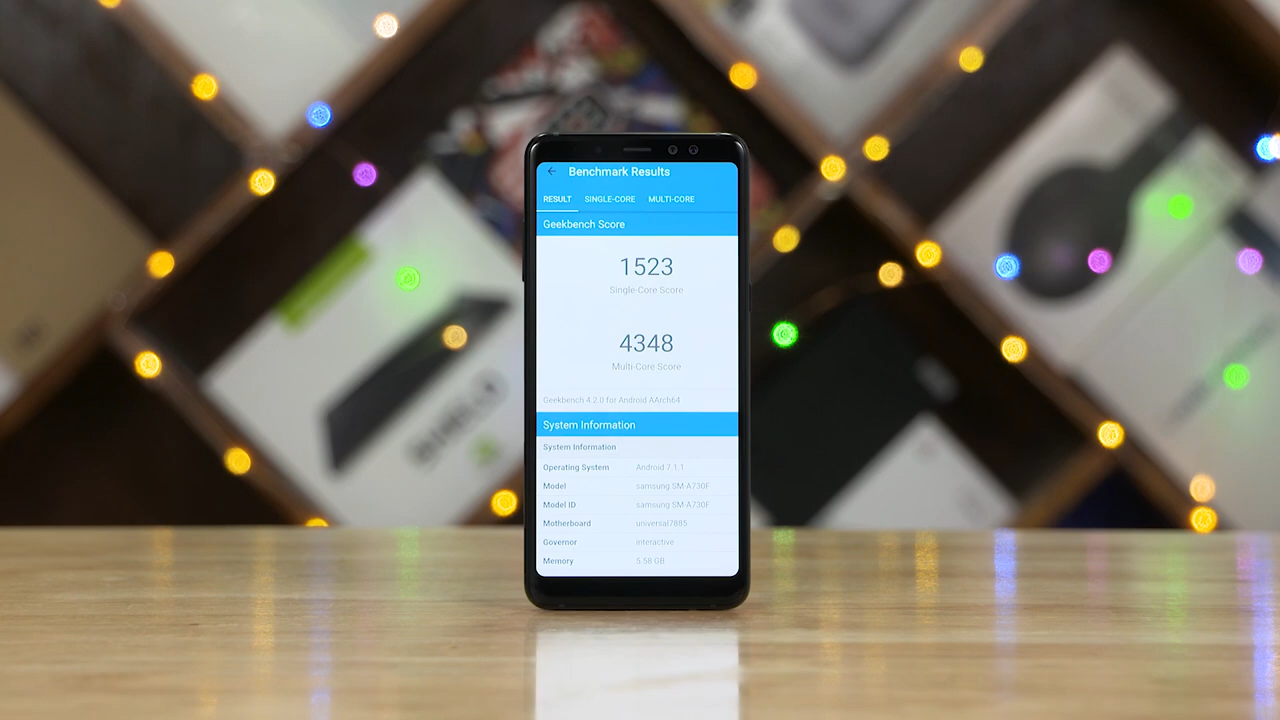 Benchmark Results
RESULT SINGLE-CORE MULTI-CORE
Geekbench Score
1523
Single-Core Score
4348
Multi-Core Score
Geekbench 4.2.0 for Android AArch64
System Information
System Information
Operating System Android 7.1.1
Model samsung SM-A730F
Model ID samsung SM-A730F
Motherboard universal7885
Governor interactive
Memory 5.58 GB